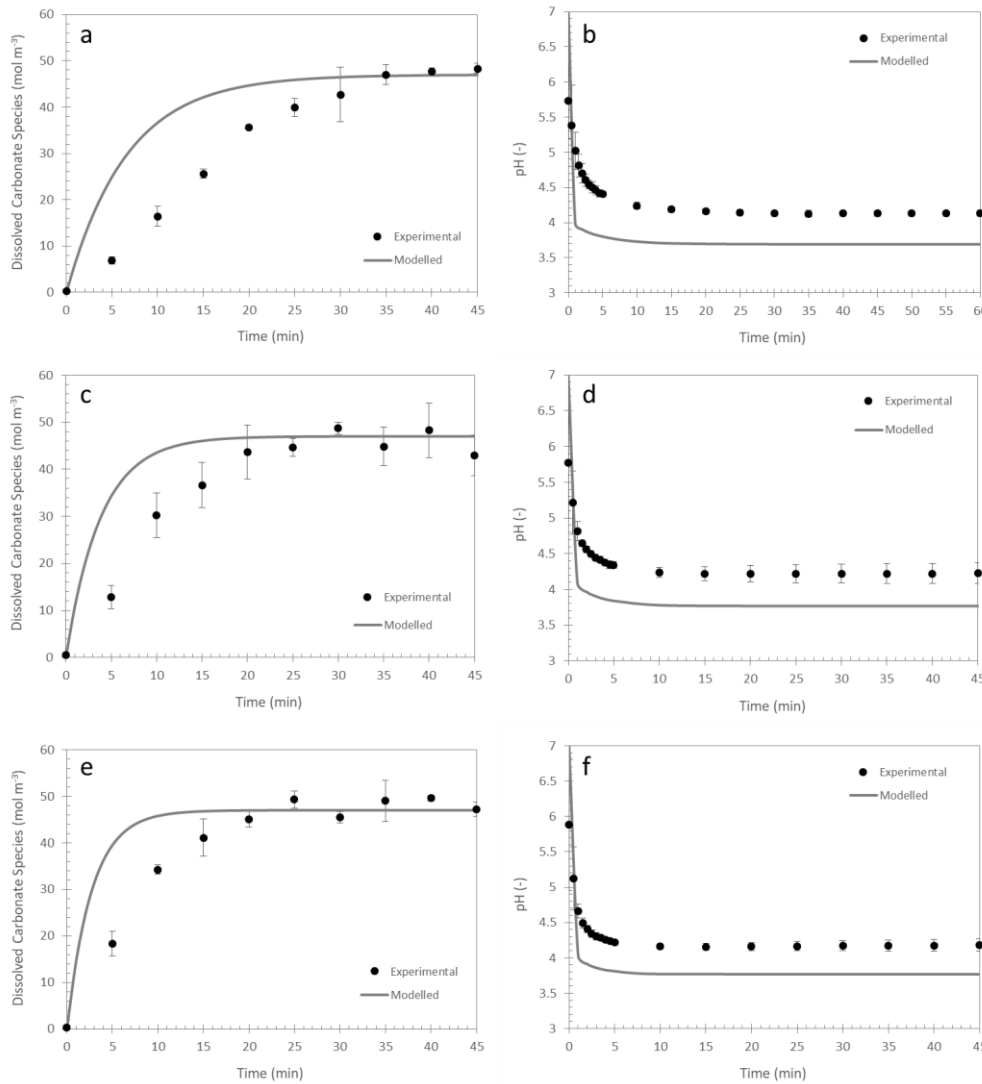 a
Dissolved Carbonate Species (mol m⁻³)
60
50
40
30
20
10
0
Experimental
Modelled
0 5 10 15 20 25 30 35 40 45
Time (min)
b
pH (-)
7
6.5
6
5.5
5
4.5
4
3.5
3
Experimental
Modelled
0 5 10 15 20 25 30 35 40 45 50 55 60
Time (min)
c
Dissolved Carbonate Species (mol m⁻³)
60
50
40
30
20
10
0
Experimental
Modelled
0 5 10 15 20 25 30 35 40 45
Time (min)
d
pH (-)
7
6.5
6
5.5
5
4.5
4
3.5
3
Experimental
Modelled
0 5 10 15 20 25 30 35 40 45
Time (min)
e
Dissolved Carbonate Species (mol m⁻³)
60
50
40
30
20
10
0
Experimental
Modelled
0 5 10 15 20 25 30 35 40 45
Time (min)
f
pH (-)
7
6.5
6
5.5
5
4.5
4
3.5
3
Experimental
Modelled
0 5 10 15 20 25 30 35 40 45
Time (min)